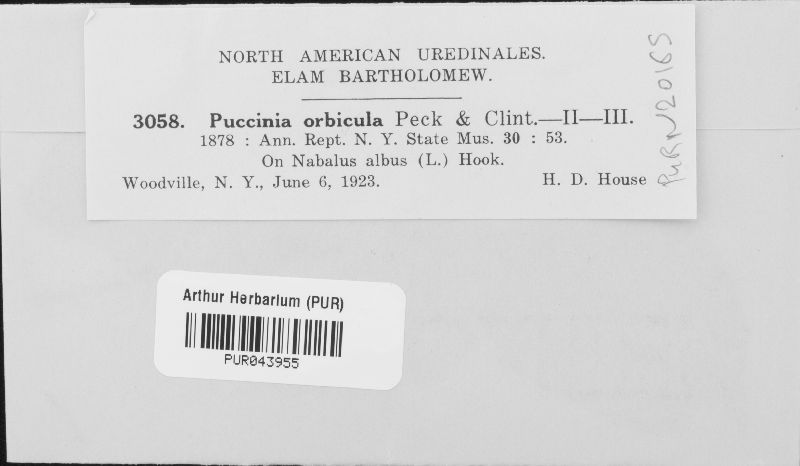 NORTH AMERICAN UREDINALES.
ELAM BARTHOLOMEW.
3058. Puccinia orbicula Peck & Clint.—II—III.
1878 : Ann. Rept. N. Y. State Mus. 30 : 53.
On Nabalus albus (L.) Hook.
Woodville, N. Y., June 6, 1923. H. D. House
PUR N20165
Arthur Herbarium (PUR)
PUR043955